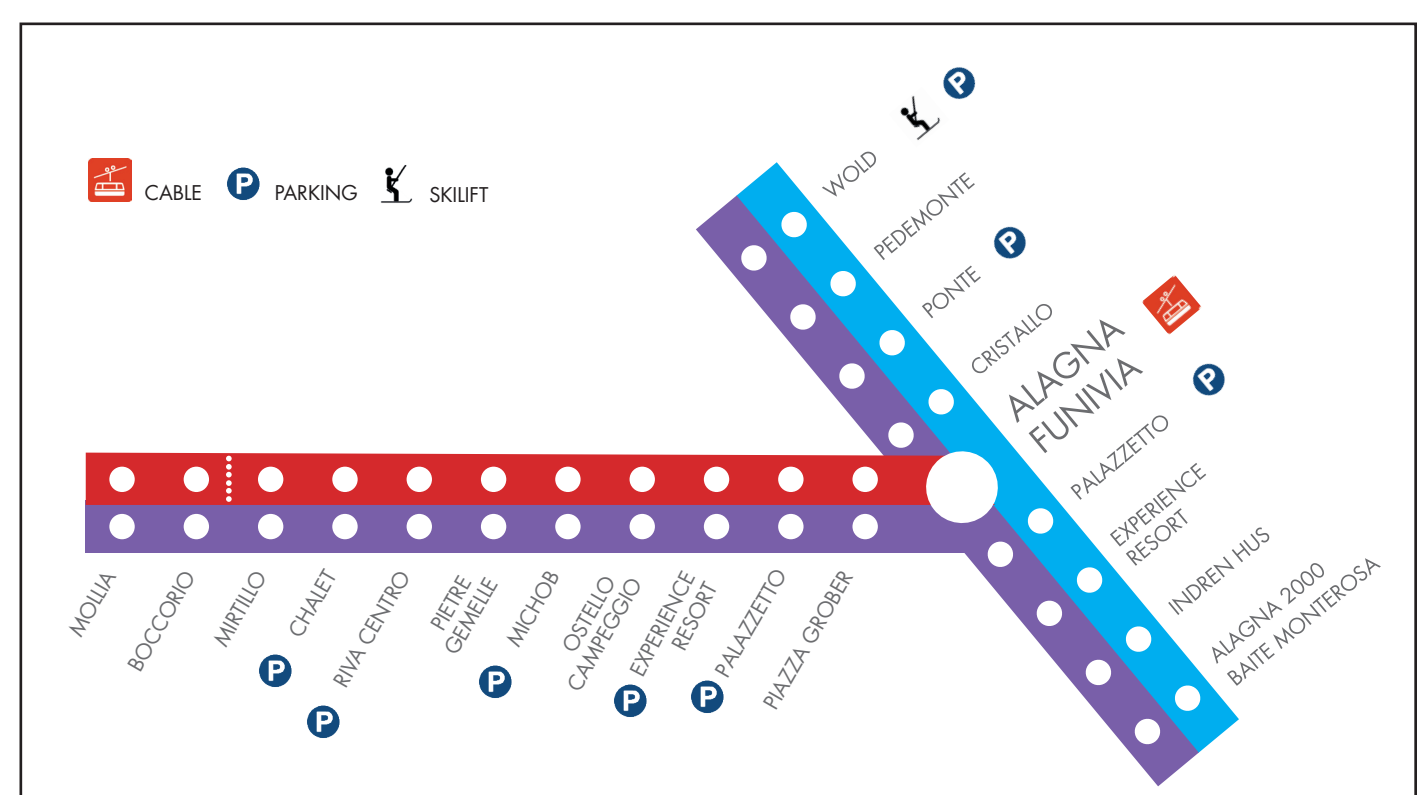 CABLE
P
PARKING
SKILIFT
WOLD
P
PEDEMONTE
PONTE
P
CRISTALLO
ALAGNA
FUNIVIA
P
PALAZZETTO
EXPERIENCE
RESORT
INDREN HUS
ALAGNA 2000
BAITE MONTEROSA
MOLLIA
BOCCORIO
MIRTILLO
CHALET
P
RIVA CENTRO
P
PIETRE
GEMELLE
MICHOB
P
OSTELLO
CAMPEGGIO
EXPERIENCE
RESORT
P
PALAZZETTO
P
PIAZZA GROBER